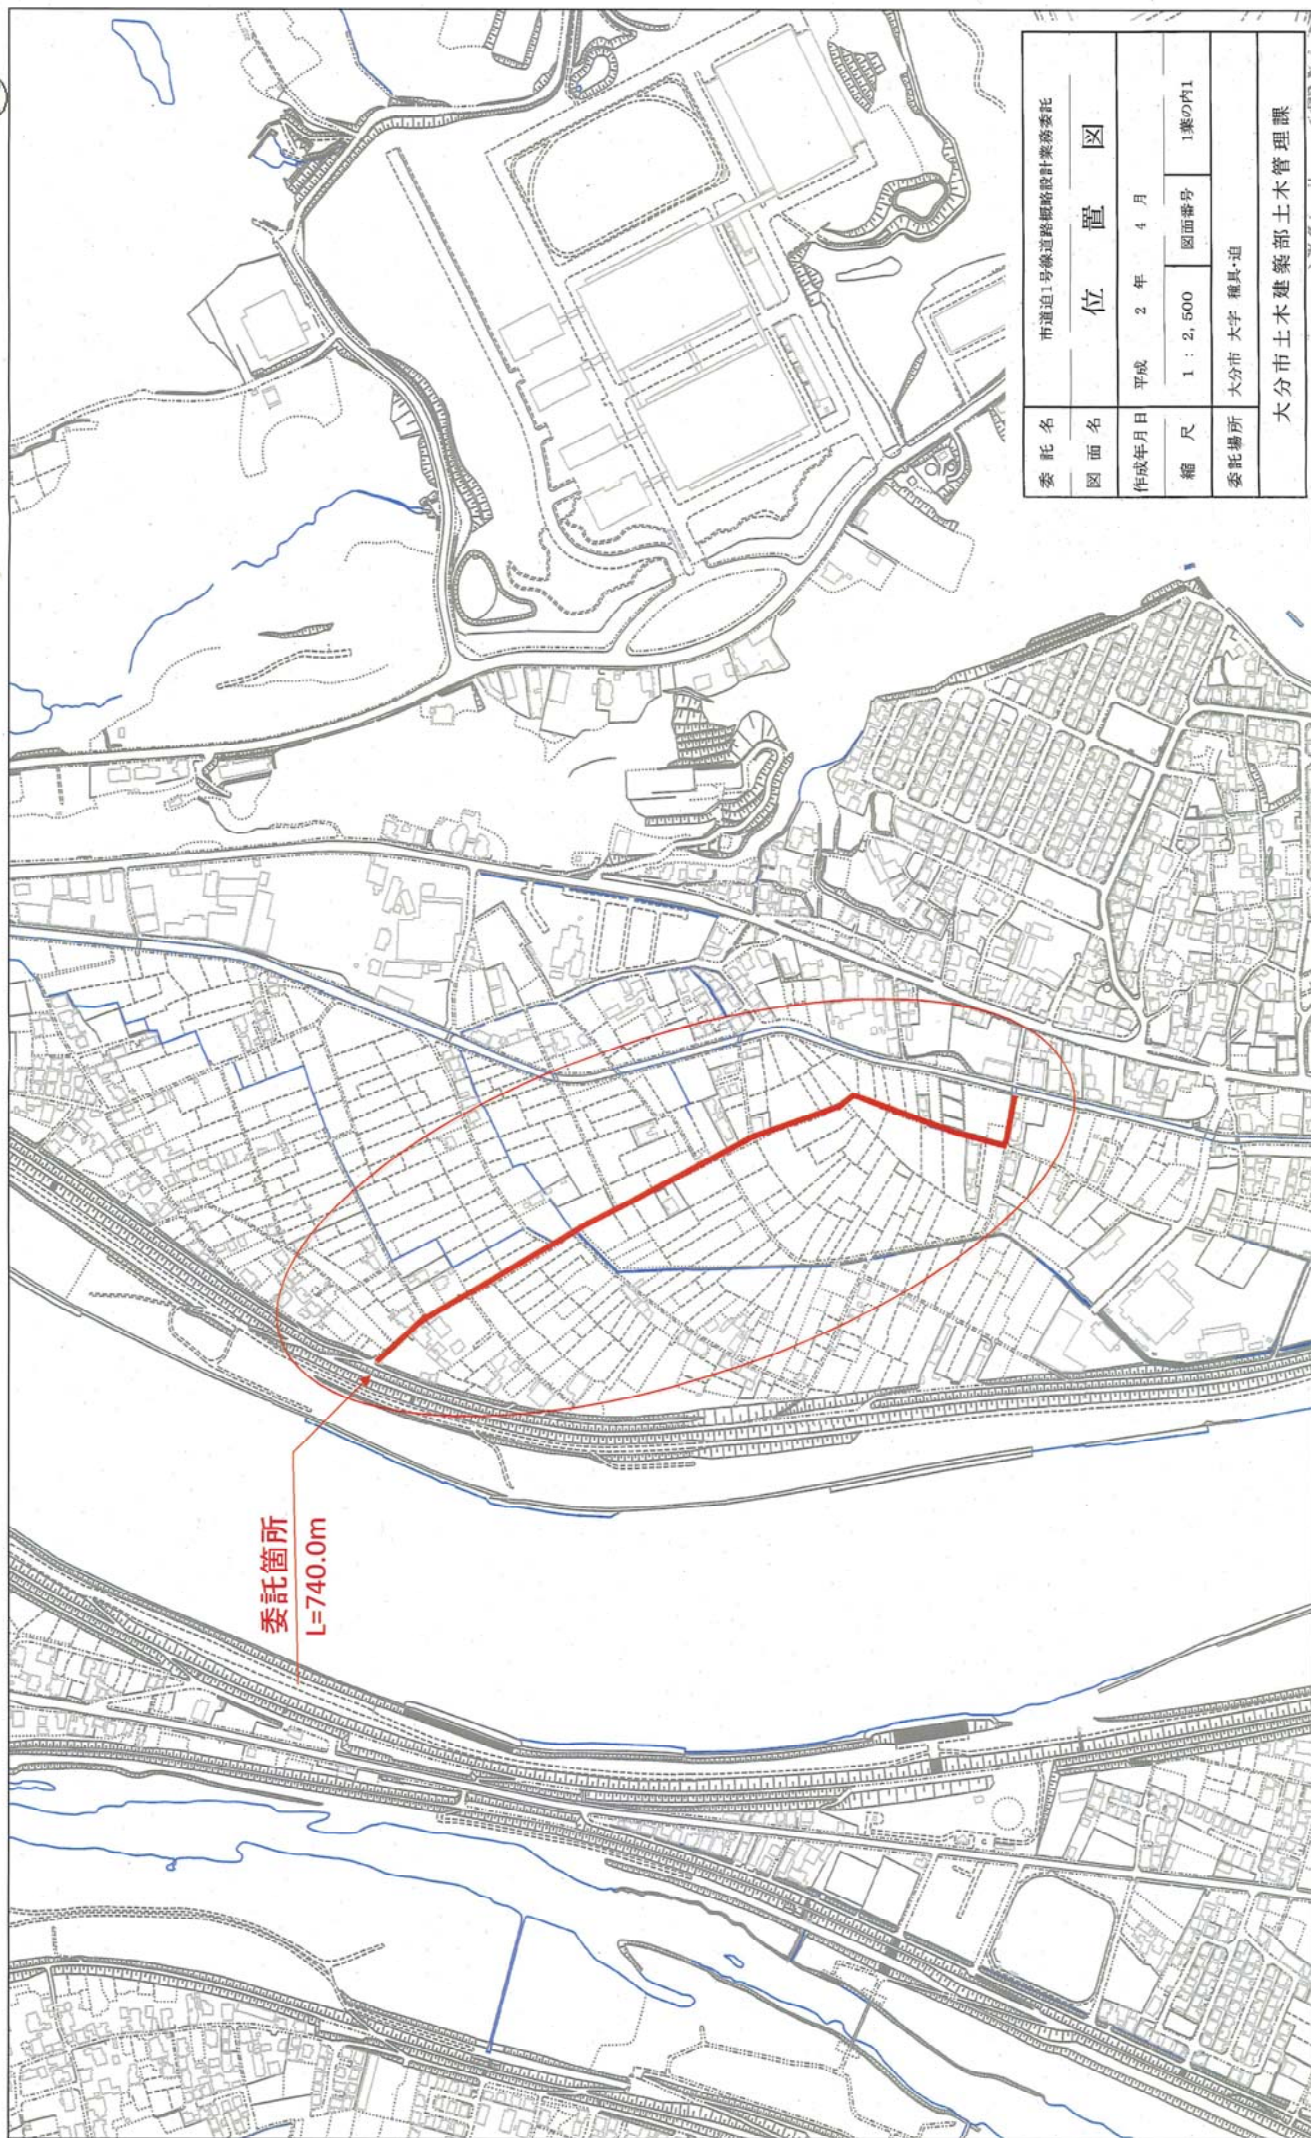 委託名 市道迫1号線道路概略設計業務委託
図面名 位置図
作成年月日 平成 2 年 4 月
縮尺 1 : 2,500 図面番号 1葉の内1
委託場所 大分市 大字 種具・迫
大分市土木建築部土木管理課
委託箇所
L=740.0m